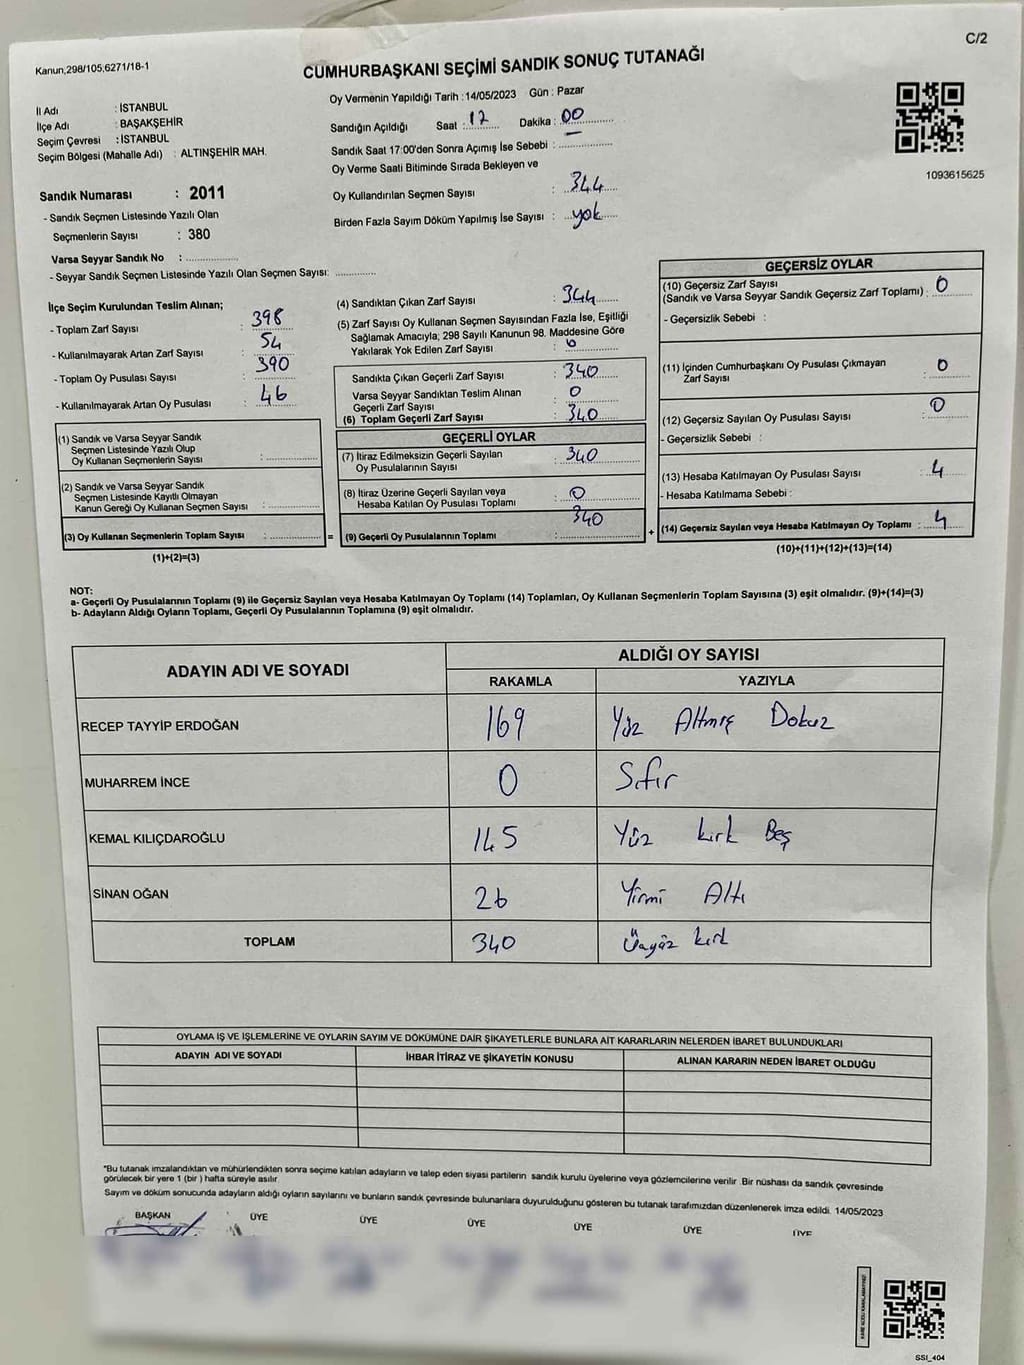 C/2
Kanun,298/105;6271/18-1
CUMHURBAŞKANI SEÇİMİ SANDIK SONUÇ TUTANAĞI
İl Adı : İSTANBUL
İlçe Adı : BAŞAKŞEHİR
Seçim Çevresi : İSTANBUL
Seçim Bölgesi (Mahalle Adı) : ALTINŞEHİR MAH.
Oy Vermenin Yapıldığı Tarih :14/05/2023 Gün : Pazar
Sandığın Açıldığı Saat : 17 Dakika : 00
Sandık Saat 17:00'den Sonra Açımış İse Sebebi :
Oy Verme Saati Bitiminde Sırada Bekleyen ve
Oy Kullandırılan Seçmen Sayısı : 344
Birden Fazla Sayım Döküm Yapılmış İse Sayısı : yok
1093615625
Sandık Numarası : 2011
- Sandık Seçmen Listesinde Yazılı Olan
Seçmenlerin Sayısı : 380
Varsa Seyyar Sandık No :
- Seyyar Sandık Seçmen Listesinde Yazılı Olan Seçmen Sayısı:
İlçe Seçim Kurulundan Teslim Alınan;
- Toplam Zarf Sayısı : 398
- Kullanılmayarak Artan Zarf Sayısı : 54
- Toplam Oy Pusulası Sayısı : 390
- Kullanılmayarak Artan Oy Pusulası : 46
(1) Sandık ve Varsa Seyyar Sandık
Seçmen Listesinde Yazılı Olup
Oy Kullanan Seçmenlerin Sayısı :
(2) Sandık ve Varsa Seyyar Sandık
Seçmen Listesinde Kayıtlı Olmayan
Kanun Gereği Oy Kullanan Seçmen Sayısı :
(3) Oy Kullanan Seçmenlerin Toplam Sayısı :
(1)+(2)=(3)
(4) Sandıktan Çıkan Zarf Sayısı : 344
(5) Zarf Sayısı Oy Kullanan Seçmen Sayısından Fazla İse, Eşitliği
Sağlamak Amacıyla; 298 Sayılı Kanunun 98. Maddesine Göre
Yakılarak Yok Edilen Zarf Sayısı : 0
Sandıkta Çıkan Geçerli Zarf Sayısı : 340
Varsa Seyyar Sandıktan Teslim Alınan
Geçerli Zarf Sayısı : 0
(6) Toplam Geçerli Zarf Sayısı : 340
GEÇERLİ OYLAR
(7) İtiraz Edilmeksizin Geçerli Sayılan
Oy Pusulalarının Sayısı : 340
(8) İtiraz Üzerine Geçerli Sayılan veya
Hesaba Katılan Oy Pusulası Toplamı : 0
=
(9) Geçerli Oy Pusulalarının Toplamı : 340
+
GEÇERSİZ OYLAR
(10) Geçersiz Zarf Sayısı
(Sandık ve Varsa Seyyar Sandık Geçersiz Zarf Toplamı) : 0
- Geçersizlik Sebebi :
(11) İçinden Cumhurbaşkanı Oy Pusulası Çıkmayan
Zarf Sayısı : 0
(12) Geçersiz Sayılan Oy Pusulası Sayısı : 0
- Geçersizlik Sebebi :
(13) Hesaba Katılmayan Oy Pusulası Sayısı : 4
- Hesaba Katılmama Sebebi :
(14) Geçersiz Sayılan veya Hesaba Katılmayan Oy Toplamı : 4
(10)+(11)+(12)+(13)=(14)
NOT:
a- Geçerli Oy Pusulalarının Toplamı (9) ile Geçersiz Sayılan veya Hesaba Katılmayan Oy Toplamı (14) Toplamları, Oy Kullanan Seçmenlerin Toplam Sayısına (3) eşit olmalıdır. (9)+(14)=(3)
b- Adayların Aldığı Oyların Toplamı, Geçerli Oy Pusulalarının Toplamına (9) eşit olmalıdır.
ADAYIN ADI VE SOYADI
ALDIĞI OY SAYISI
RAKAMLA YAZIYLA
RECEP TAYYİP ERDOĞAN 169 Yüz Altmış Dokuz
MUHARREM İNCE 0 Sıfır
KEMAL KILIÇDAROĞLU 145 Yüz kırk Beş
SİNAN OĞAN 26 Yirmi Altı
TOPLAM 340 Üçyüz kırk
OYLAMA İŞ VE İŞLEMLERİNE VE OYLARIN SAYIM VE DÖKÜMÜNE DAİR ŞİKAYETLERLE BUNLARA AİT KARARLARIN NELERDEN İBARET BULUNDUKLARI
ADAYIN ADI VE SOYADI İHBAR İTİRAZ VE ŞİKAYETİN KONUSU ALINAN KARARIN NEDEN İBARET OLDUĞU
*Bu tutanak imzalandıktan ve mühürlendikten sonra seçime katılan adayların ve talep eden siyasi partilerin sandık kurulu üyelerine veya gözlemcilerine verilir .Bir nüshası da sandık çevresinde
görülecek bir yere 1 (bir ) hafta süreyle asılır.
Sayım ve döküm sonucunda adayların aldığı oyların sayılarını ve bunların sandık çevresinde bulunanlara duyurulduğunu gösteren bu tutanak tarafımızdan düzenlenerek imza edildi. 14/05/2023
BAŞKAN ÜYE ÜYE ÜYE ÜYE ÜYE ÜYE
SSI_404